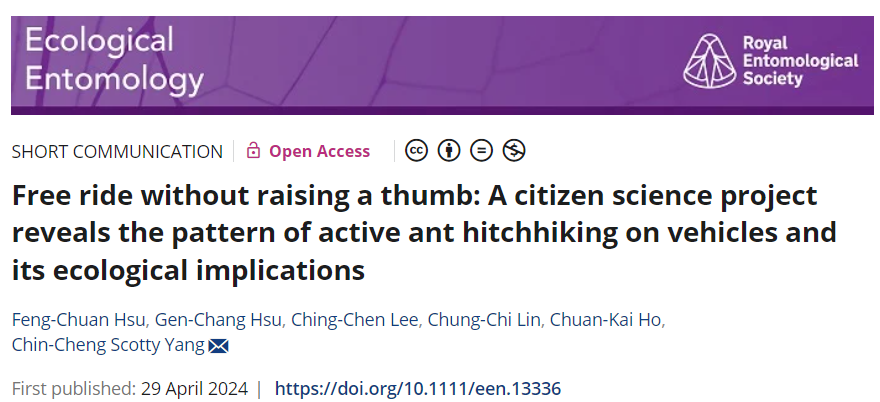 Ecological
Entomology
Royal
Entomological
Society
SHORT COMMUNICATION
Open Access
cc
Free ride without raising a thumb: A citizen science project
reveals the pattern of active ant hitchhiking on vehicles and
its ecological implications
Feng-Chuan Hsu, Gen-Chang Hsu, Ching-Chen Lee, Chung-Chi Lin, Chuan-Kai Ho,
Chin-Cheng Scotty Yang
First published: 29 April 2024 | https://doi.org/10.1111/een.13336